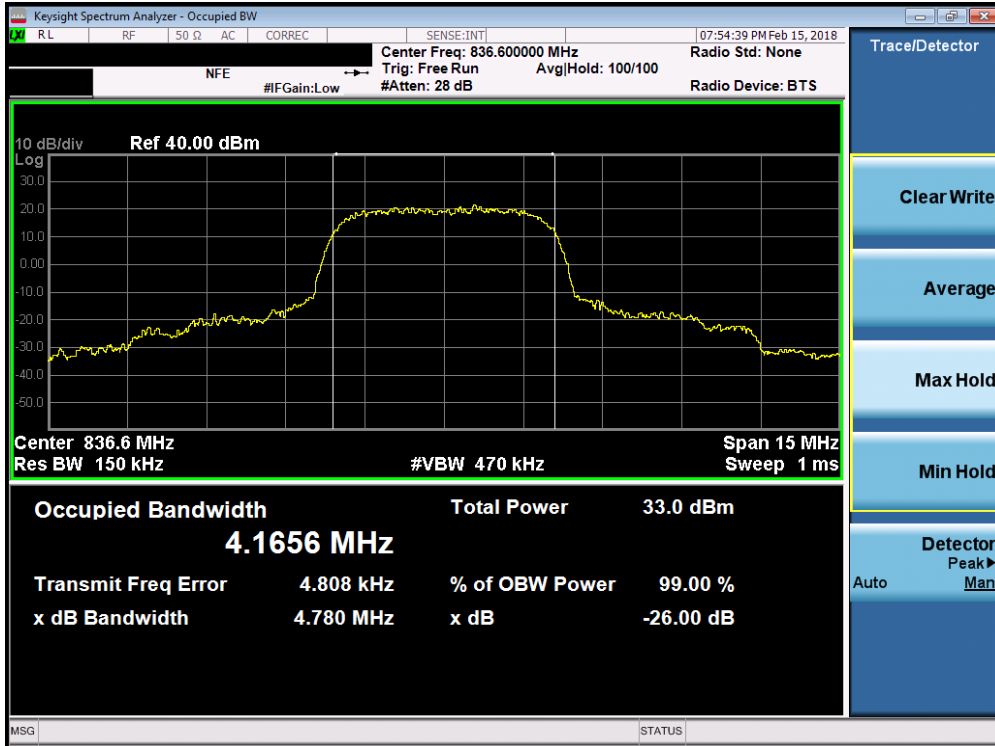 Keysight Spectrum Analyzer - Occupied BW
LXI RL RF 50 Ω AC CORREC SENSE:INT 07:54:39 PM Feb 15, 2018
Center Freq: 836.600000 MHz Radio Std: None
NFE Trig: Free Run Avg|Hold: 100/100
#IFGain:Low #Atten: 28 dB Radio Device: BTS
10 dB/div Ref 40.00 dBm
Log
30.0
20.0
10.0
0.00
-10.0
-20.0
-30.0
-40.0
-50.0
Center 836.6 MHz Span 15 MHz
Res BW 150 kHz #VBW 470 kHz Sweep 1 ms
Occupied Bandwidth Total Power 33.0 dBm
4.1656 MHz
Transmit Freq Error 4.808 kHz % of OBW Power 99.00 %
x dB Bandwidth 4.780 MHz x dB -26.00 dB
MSG STATUS
Trace/Detector
Clear Write
Average
Max Hold
Min Hold
Detector
Peak▶
Auto Man